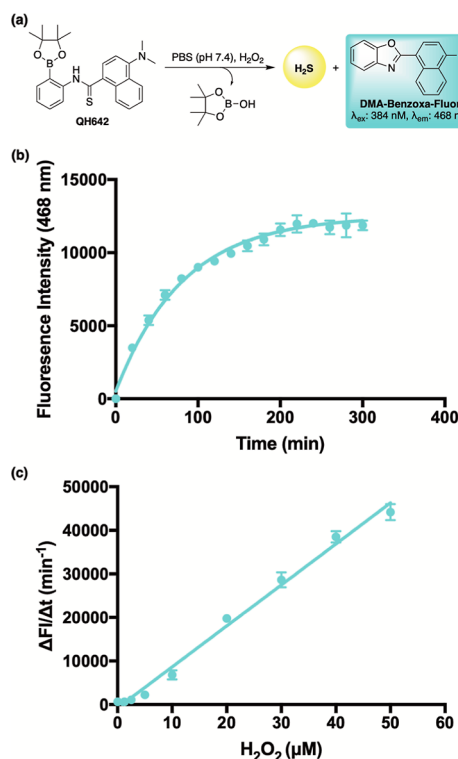 (a)
O O
B
H
N
N
S
QH642
PBS (pH 7.4), H₂O₂
O
B-OH
O
H₂S
+
O
N
DMA-Benzoxa-Fluor
λex: 384 nM, λem: 468 n
(b)
Fluoresence Intensity (468 nm)
15000
10000
5000
0
0 100 200 300 400
Time (min)
(c)
ΔFI/Δt (min⁻¹)
50000
40000
30000
20000
10000
0
0 10 20 30 40 50 60
H₂O₂ (µM)